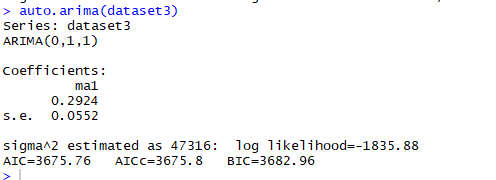 > auto.arima(dataset3)
Series: dataset3
ARIMA(0,1,1)
Coefficients:
ma1
0.2924
s.e. 0.0552
sigma^2 estimated as 47316: log likelihood=-1835.88
AIC=3675.76 AICc=3675.8 BIC=3682.96
>